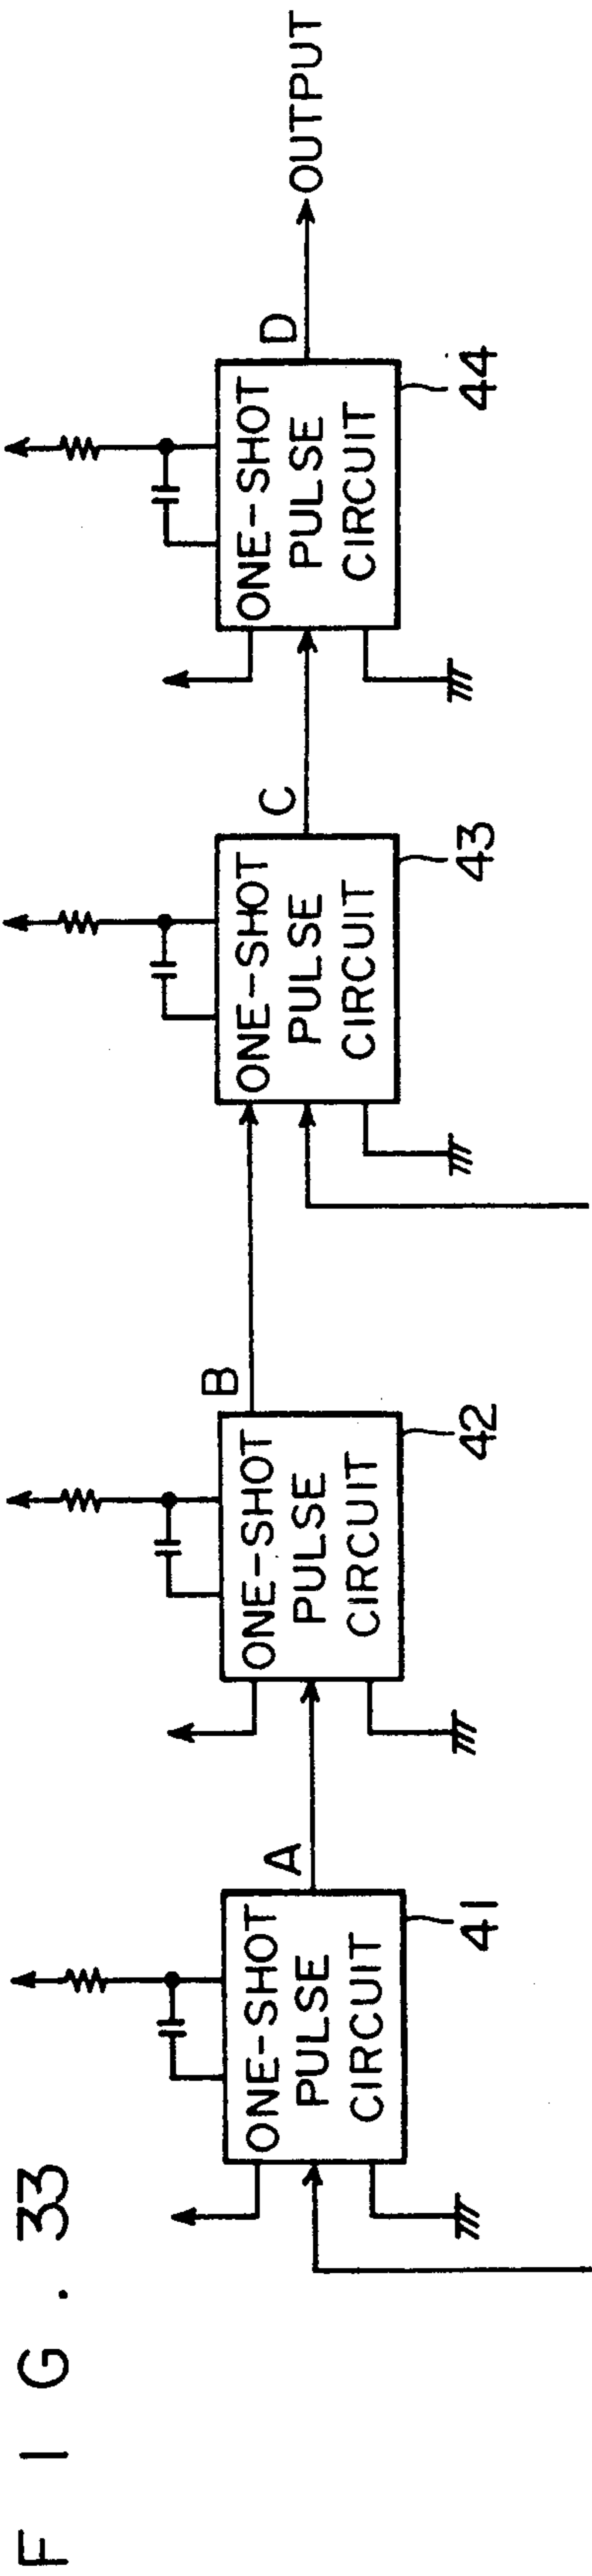 FIG. 33
ONE-SHOT
PULSE
CIRCUIT
41
A
ONE-SHOT
PULSE
CIRCUIT
42
B
ONE-SHOT
PULSE
CIRCUIT
43
C
ONE-SHOT
PULSE
CIRCUIT
44
D
OUTPUT